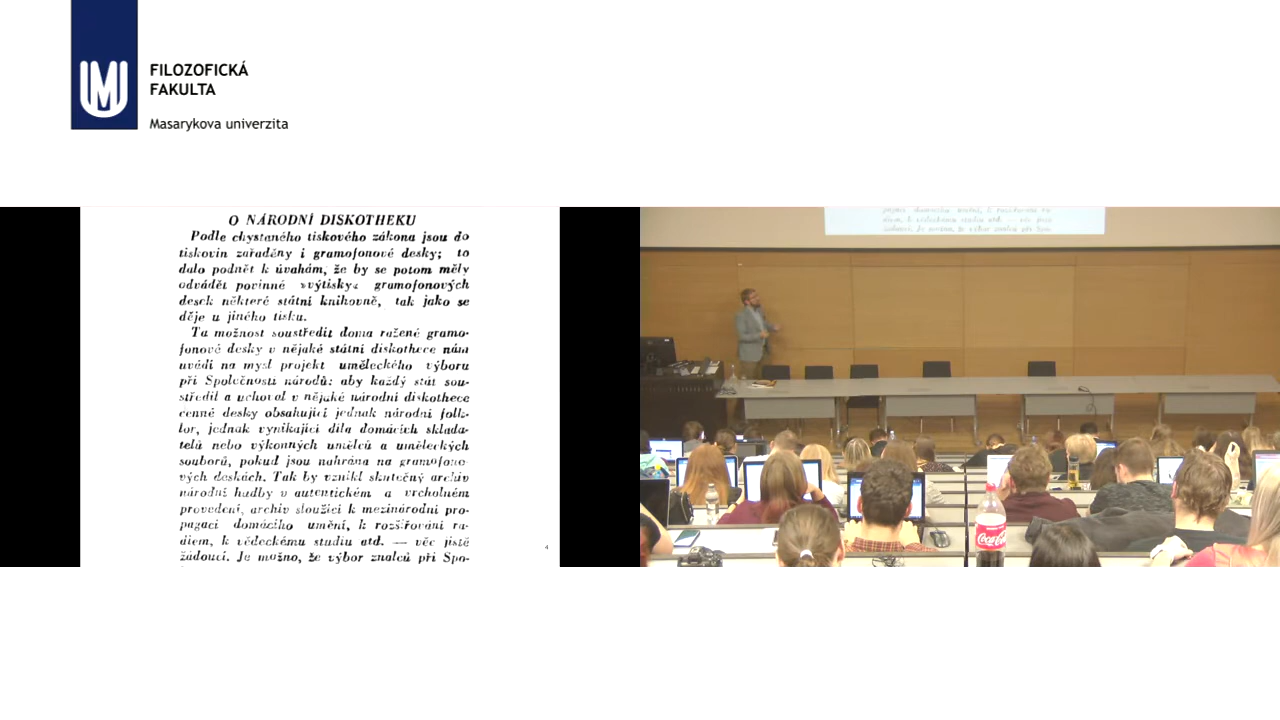 FILOZOFICKÁ
FAKULTA
Masarykova univerzita
O NÁRODNÍ DISKOTHEKU
Podle chystaného tiskového zákona jsou do
tiskovin zařaděny i gramofonové desky; to
dalo podnět k úvahám, že by se potom měly
odvádět povinné »výtisky« gramofonových
desek některé státní knihovně, tak jako se
děje u jiného tisku.
Ta možnost soustředit doma ražené gramo-
fonové desky v nějaké státní diskothece nám
uvádí na mysl projekt uměleckého výboru
při Společnosti národů: aby každý stát sou-
středil a uchoval v nějaké národní diskothece
cenné desky obsahující jednak národní folk-
lor, jednak vynikající díla domácích sklada-
telů nebo výkonných umělců a uměleckých
souborů, pokud jsou nahrána na gramofono-
vých deskách. Tak by vznikl skutečný archiv
národní hudby v autentickém a vrcholném
provedení, archiv sloužící k mezinárodní pro-
pagaci domácího umění, k rozšiřování ra-
diem, k vědeckému studiu atd. — věc jistě
žádoucí. Je možno, že výbor znalců při Spo-
4
Coca-Cola